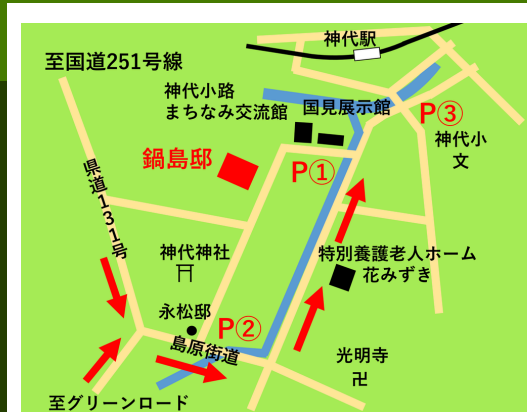 神代駅
至国道251号線
神代小路
まちなみ交流館
国見展示館
P③
神代小
文
鍋島邸
P①
県道131号
神代神社
特別養護老人ホーム
花みずき
永松邸
P②
島原街道
光明寺
卍
至グリーンロード